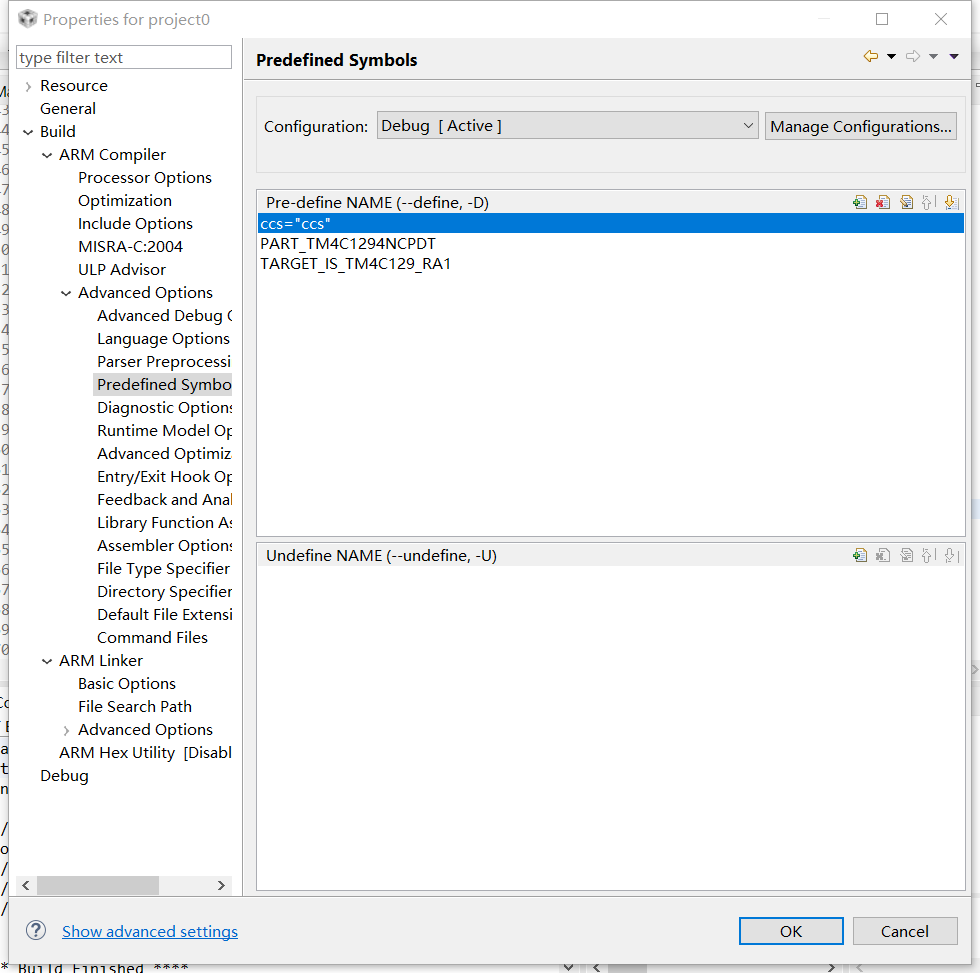 Properties for project0
type filter text
Resource
General
Build
ARM Compiler
Processor Options
Optimization
Include Options
MISRA-C:2004
ULP Advisor
Advanced Options
Advanced Debug
Language Options
Parser Preprocessi
Predefined Symbo
Diagnostic Options
Runtime Model Op
Advanced Optimiz
Entry/Exit Hook Op
Feedback and Anal
Library Function As
Assembler Options
File Type Specifier
Directory Specifier
Default File Extensi
Command Files
ARM Linker
Basic Options
File Search Path
Advanced Options
ARM Hex Utility [Disabl
Debug
Predefined Symbols
Configuration: Debug [ Active ] Manage Configurations...
Pre-define NAME (--define, -D)
ccs="ccs"
PART_TM4C1294NCPDT
TARGET_IS_TM4C129_RA1
Undefine NAME (--undefine, -U)
Show advanced settings
OK Cancel
* Build Finished ****